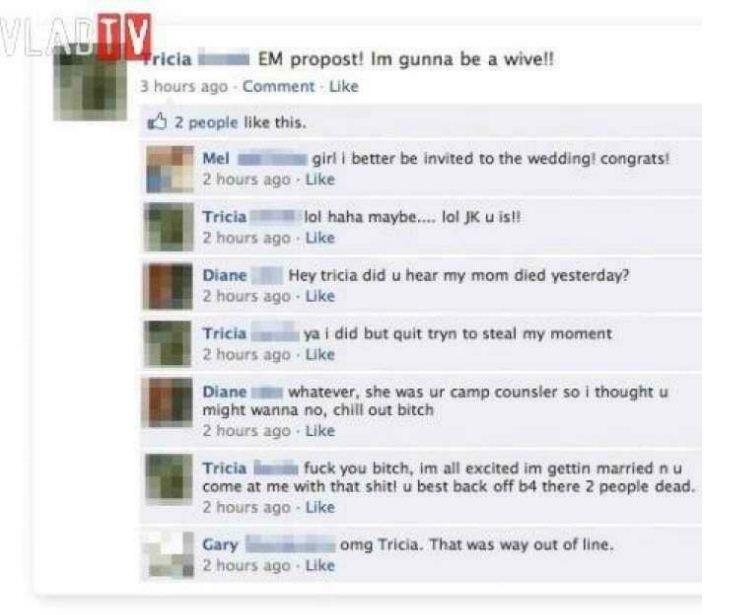 VLADTV
Tricia EM propost! Im gunna be a wive!!
3 hours ago · Comment · Like
2 people like this.
Mel girl i better be invited to the wedding! congrats!
2 hours ago · Like
Tricia lol haha maybe.... lol JK u is!!
2 hours ago · Like
Diane Hey tricia did u hear my mom died yesterday?
2 hours ago · Like
Tricia ya i did but quit tryn to steal my moment
2 hours ago · Like
Diane whatever, she was ur camp counsler so i thought u
might wanna no, chill out bitch
2 hours ago · Like
Tricia fuck you bitch, im all excited im gettin married n u
come at me with that shit! u best back off b4 there 2 people dead.
2 hours ago · Like
Gary omg Tricia. That was way out of line.
2 hours ago · Like